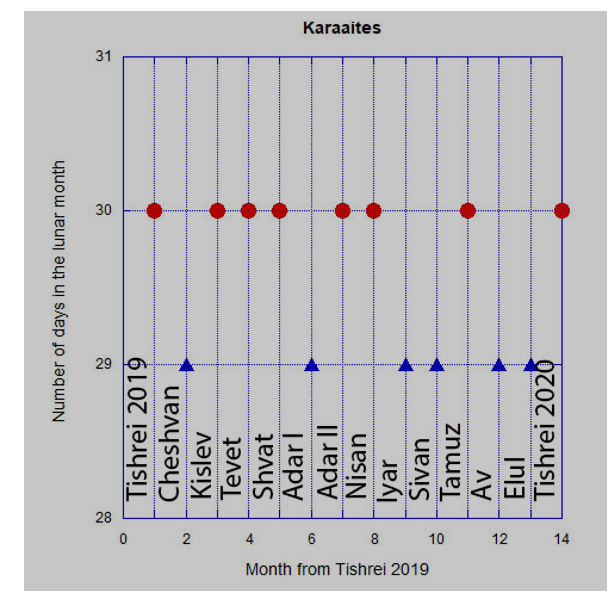 Karaaites
31
30
29
28
Number of days in the lunar month
Tishrei 2019
Cheshvan
Kislev
Tevet
Shvat
Adar I
Adar II
Nisan
Iyar
Sivan
Tamuz
Av
Elul
Tishrei 2020
0 2 4 6 8 10 12 14
Month from Tishrei 2019